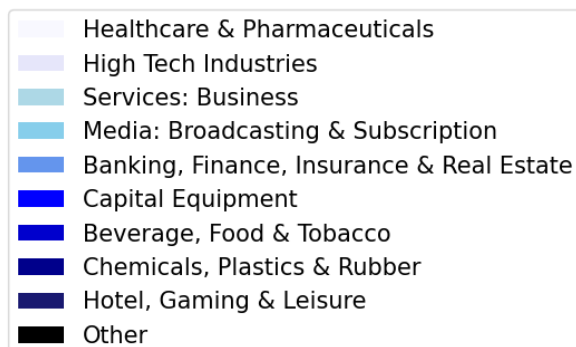 Healthcare & Pharmaceuticals
High Tech Industries
Services: Business
Media: Broadcasting & Subscription
Banking, Finance, Insurance & Real Estate
Capital Equipment
Beverage, Food & Tobacco
Chemicals, Plastics & Rubber
Hotel, Gaming & Leisure
Other